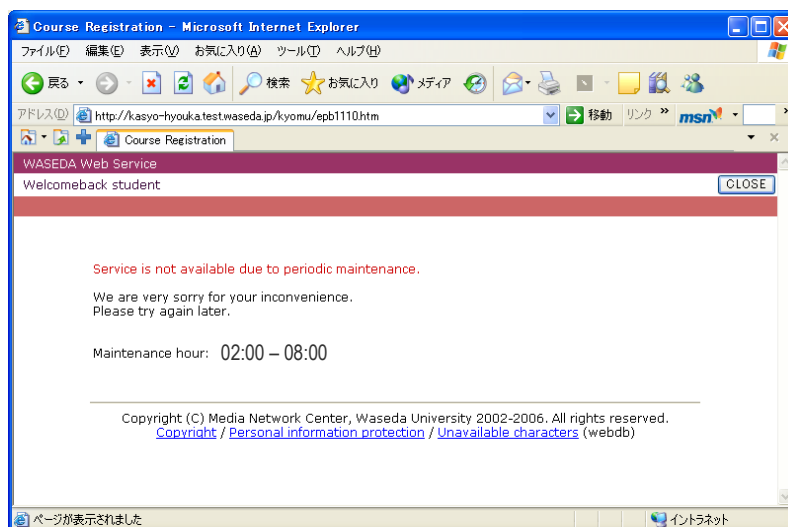 Course Registration - Microsoft Internet Explorer
ファイル(F) 編集(E) 表示(V) お気に入り(A) ツール(T) ヘルプ(H)
戻る 検索 お気に入り メディア
アドレス(D) http://kasyo-hyouka.test.waseda.jp/kyomu/epb1110.htm 移動 リンク » msn »
Course Registration
WASEDA Web Service
Welcomeback student CLOSE
Service is not available due to periodic maintenance.
We are very sorry for your inconvenience.
Please try again later.
Maintenance hour: 02:00 – 08:00
Copyright (C) Media Network Center, Waseda University 2002-2006. All rights reserved.
Copyright / Personal information protection / Unavailable characters (webdb)
ページが表示されました イントラネット